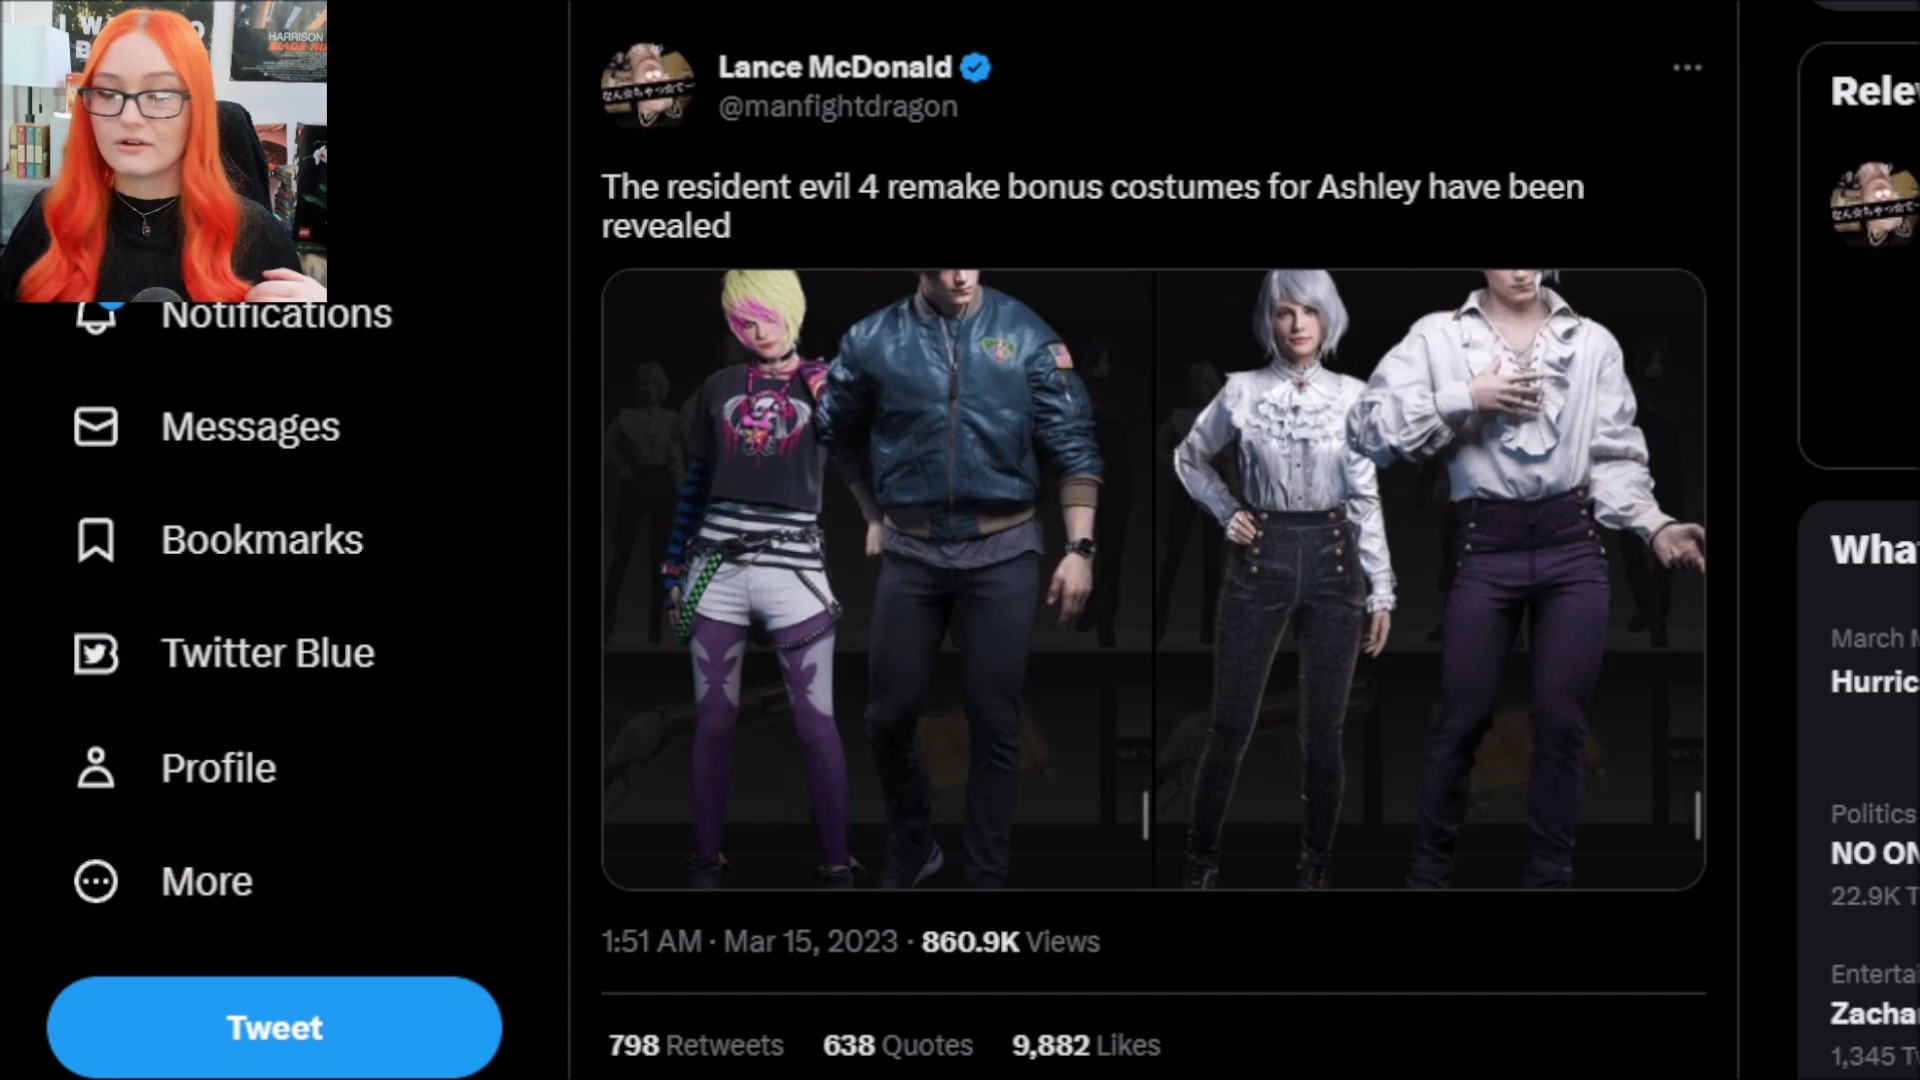 HARRISON
Notifications
Messages
Bookmarks
Twitter Blue
Profile
More
Tweet
Lance McDonald
@manfightdragon
The resident evil 4 remake bonus costumes for Ashley have been
revealed
1:51 AM · Mar 15, 2023 · 860.9K Views
798 Retweets 638 Quotes 9,882 Likes
Rele
What
March M
Hurric
Politics
NO ON
22.9K T
Enterta
Zacha
1,345 T